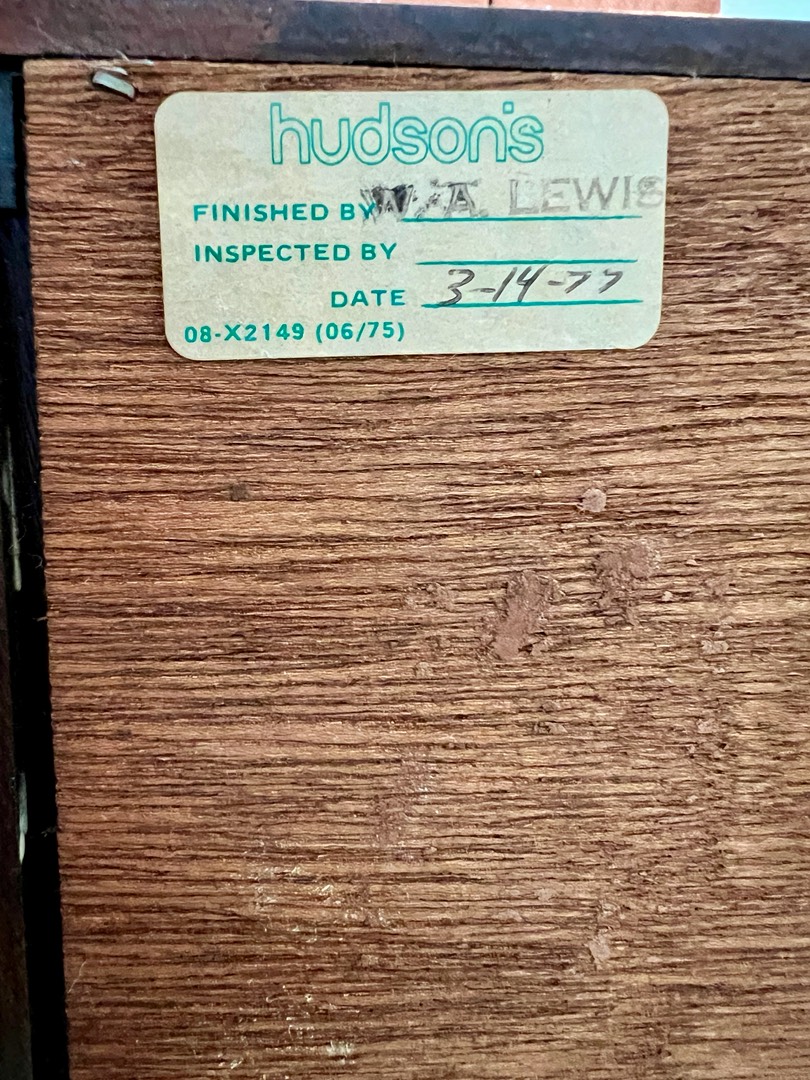 hudson's
FINISHED BY W.A. LEWIS
INSPECTED BY
DATE 3-14-77
08-X2149 (06/75)